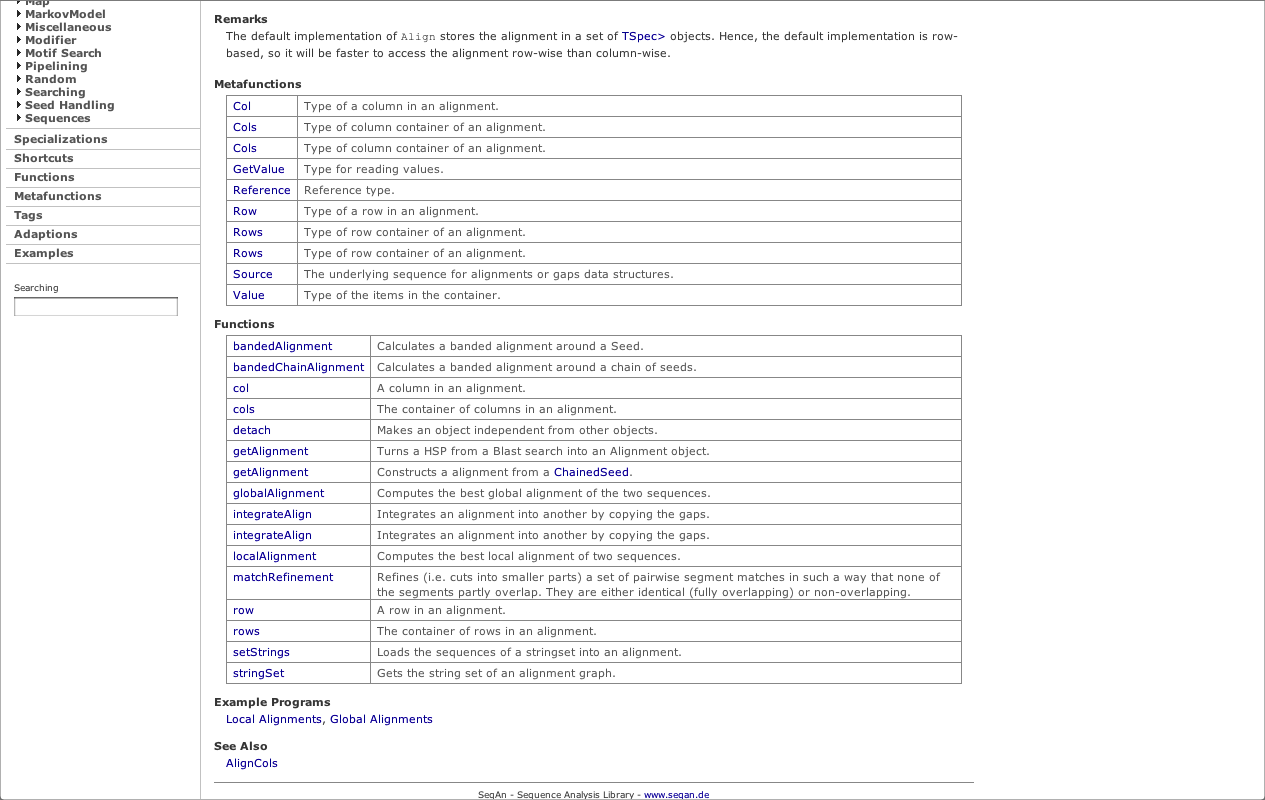 Map
MarkovModel
Miscellaneous
Modifier
Motif Search
Pipelining
Random
Searching
Seed Handling
Sequences
Specializations
Shortcuts
Functions
Metafunctions
Tags
Adaptions
Examples
Searching
Remarks
The default implementation of Align stores the alignment in a set of TSpec> objects. Hence, the default implementation is row-
based, so it will be faster to access the alignment row-wise than column-wise.
Metafunctions
Col Type of a column in an alignment.
Cols Type of column container of an alignment.
Cols Type of column container of an alignment.
GetValue Type for reading values.
Reference Reference type.
Row Type of a row in an alignment.
Rows Type of row container of an alignment.
Rows Type of row container of an alignment.
Source The underlying sequence for alignments or gaps data structures.
Value Type of the items in the container.
Functions
bandedAlignment Calculates a banded alignment around a Seed.
bandedChainAlignment Calculates a banded alignment around a chain of seeds.
col A column in an alignment.
cols The container of columns in an alignment.
detach Makes an object independent from other objects.
getAlignment Turns a HSP from a Blast search into an Alignment object.
getAlignment Constructs a alignment from a ChainedSeed.
globalAlignment Computes the best global alignment of the two sequences.
integrateAlign Integrates an alignment into another by copying the gaps.
integrateAlign Integrates an alignment into another by copying the gaps.
localAlignment Computes the best local alignment of two sequences.
matchRefinement Refines (i.e. cuts into smaller parts) a set of pairwise segment matches in such a way that none of
the segments partly overlap. They are either identical (fully overlapping) or non-overlapping.
row A row in an alignment.
rows The container of rows in an alignment.
setStrings Loads the sequences of a stringset into an alignment.
stringSet Gets the string set of an alignment graph.
Example Programs
Local Alignments, Global Alignments
See Also
AlignCols
SeqAn - Sequence Analysis Library - www.seqan.de